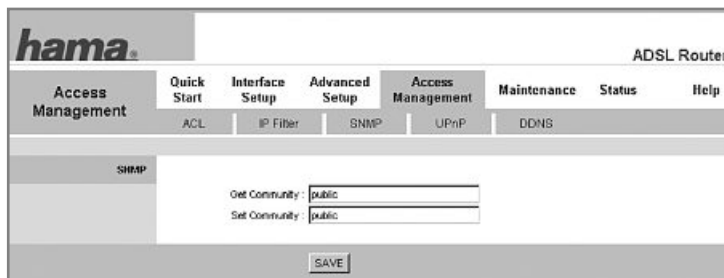 hama®
ADSL Router
Access Management
Quick Start
Interface Setup
Advanced Setup
Access Management
Maintenance
Status
Help
ACL
IP Filter
SNMP
UPnP
DDNS
SNMP
Get Community : public
Set Community : public
SAVE